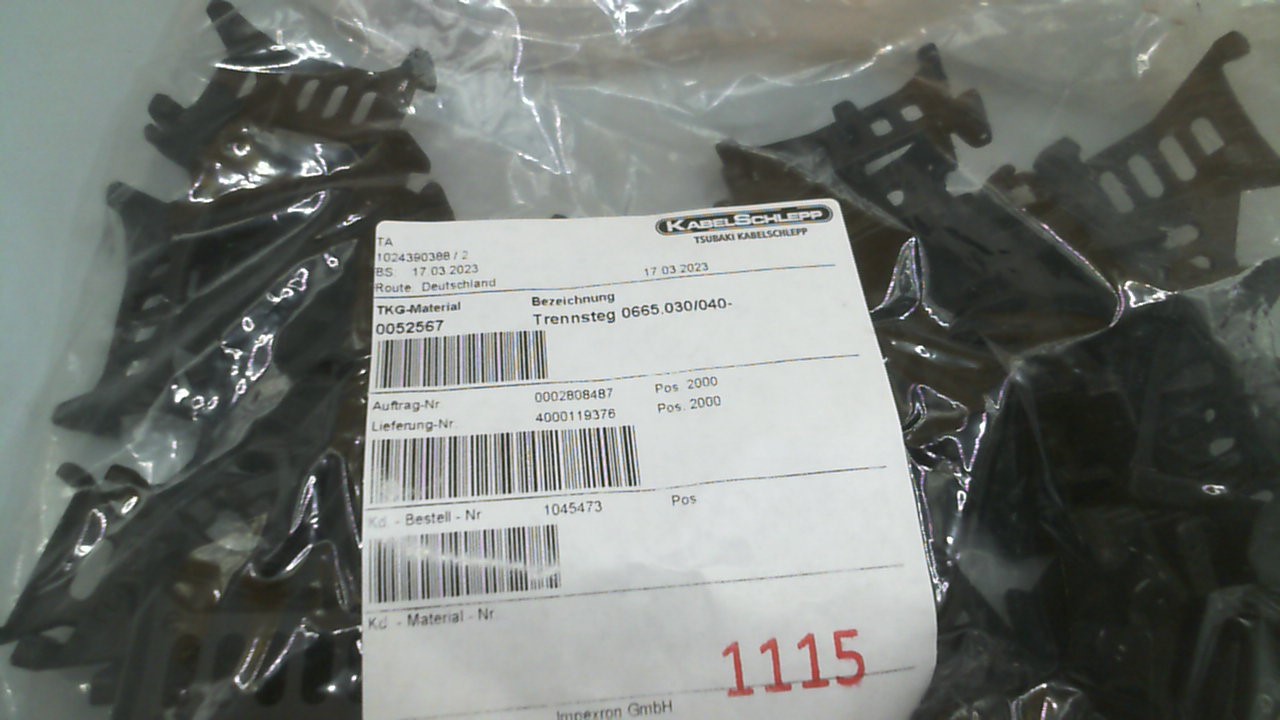 KABELSCHLEPP
TSUBAKI KABELSCHLEPP
TA
1024390388 / 2
BS. 17 03.2023 17 03 2023
Route. Deutschland
TKG-Material Bezeichnung
0052567 Trennsteg 0665.030/040-
Auftrag-Nr 0002808487 Pos 2000
Lieferung-Nr. 4000119376 Pos. 2000
Kd. - Bestell - Nr 1045473 Pos
Kd - Material - Nr
1115
Impexron GmbH